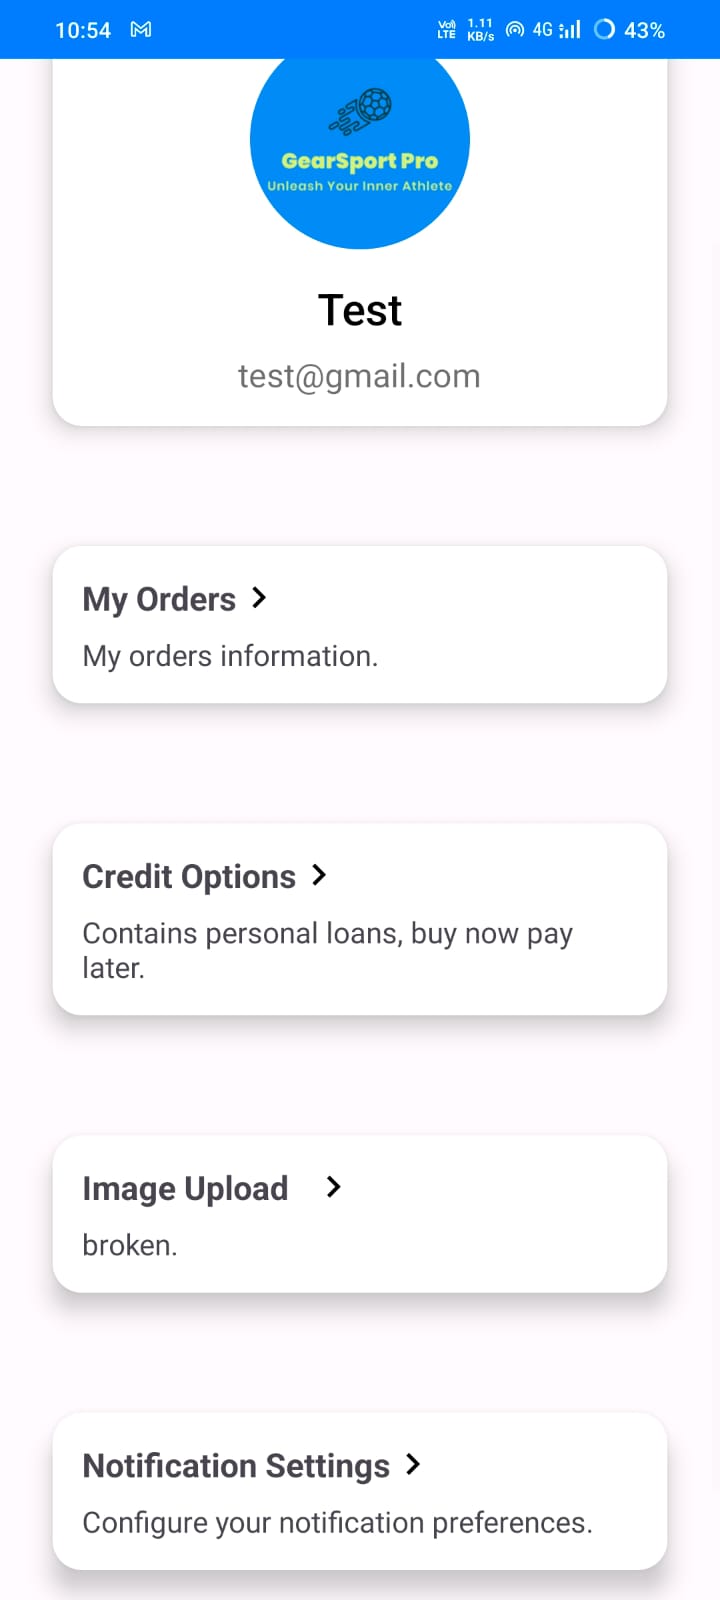 10:54
Vo) LTE 1.11 KB/s 4G 43%
GearSport Pro
Unleash Your Inner Athlete
Test
test@gmail.com
My Orders
My orders information.
Credit Options
Contains personal loans, buy now pay
later.
Image Upload
broken.
Notification Settings
Configure your notification preferences.